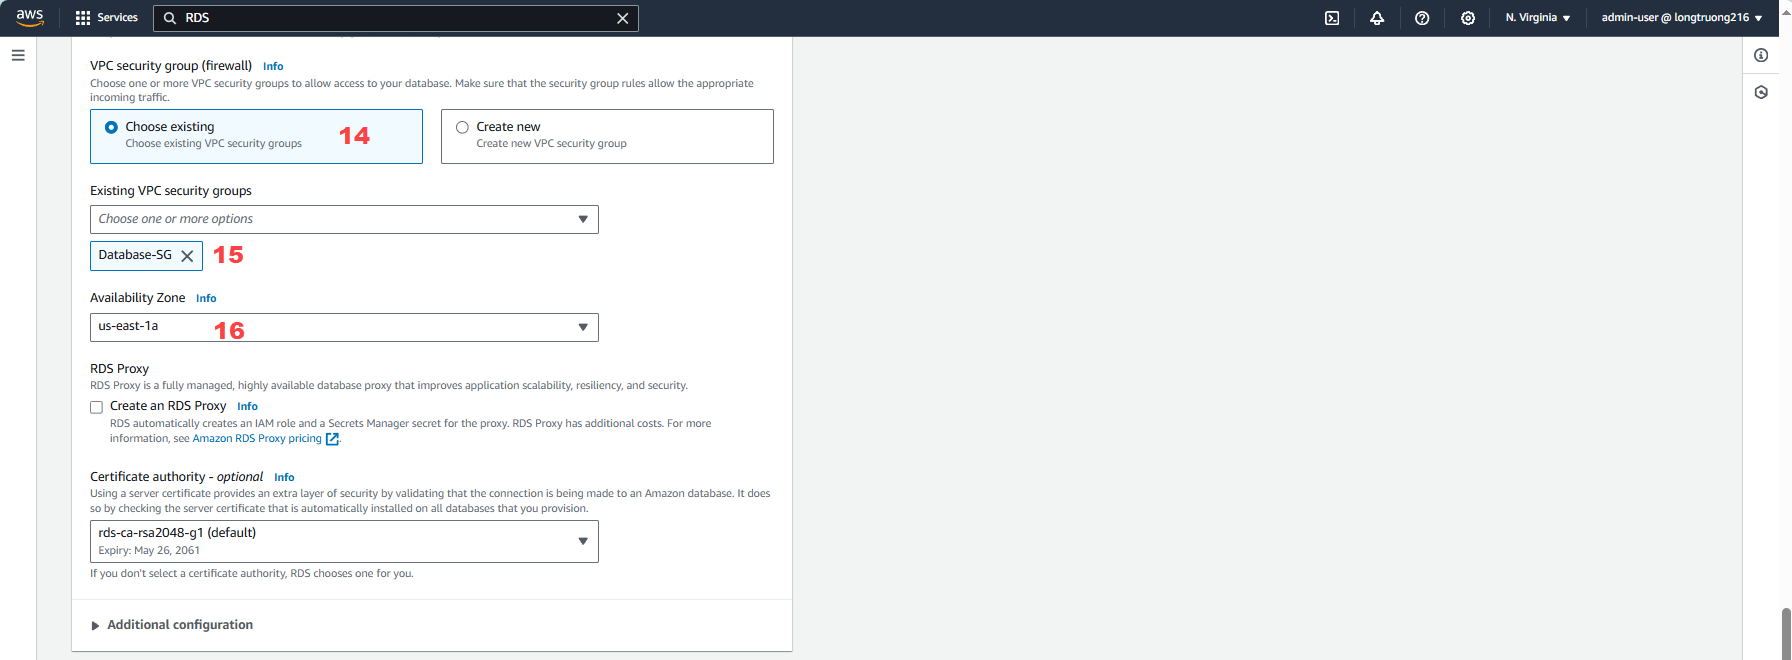 aws
Services
RDS
N. Virginia
admin-user @ longtruong216
VPC security group (firewall) Info
Choose one or more VPC security groups to allow access to your database. Make sure that the security group rules allow the appropriate
incoming traffic.
Choose existing
Choose existing VPC security groups
14
Create new
Create new VPC security group
Existing VPC security groups
Choose one or more options
Database-SG
15
Availability Zone Info
us-east-1a
16
RDS Proxy
RDS Proxy is a fully managed, highly available database proxy that improves application scalability, resiliency, and security.
Create an RDS Proxy Info
RDS automatically creates an IAM role and a Secrets Manager secret for the proxy. RDS Proxy has additional costs. For more
information, see Amazon RDS Proxy pricing.
Certificate authority - optional Info
Using a server certificate provides an extra layer of security by validating that the connection is being made to an Amazon database. It does
so by checking the server certificate that is automatically installed on all databases that you provision.
rds-ca-rsa2048-g1 (default)
Expiry: May 26, 2061
If you don't select a certificate authority, RDS chooses one for you.
Additional configuration